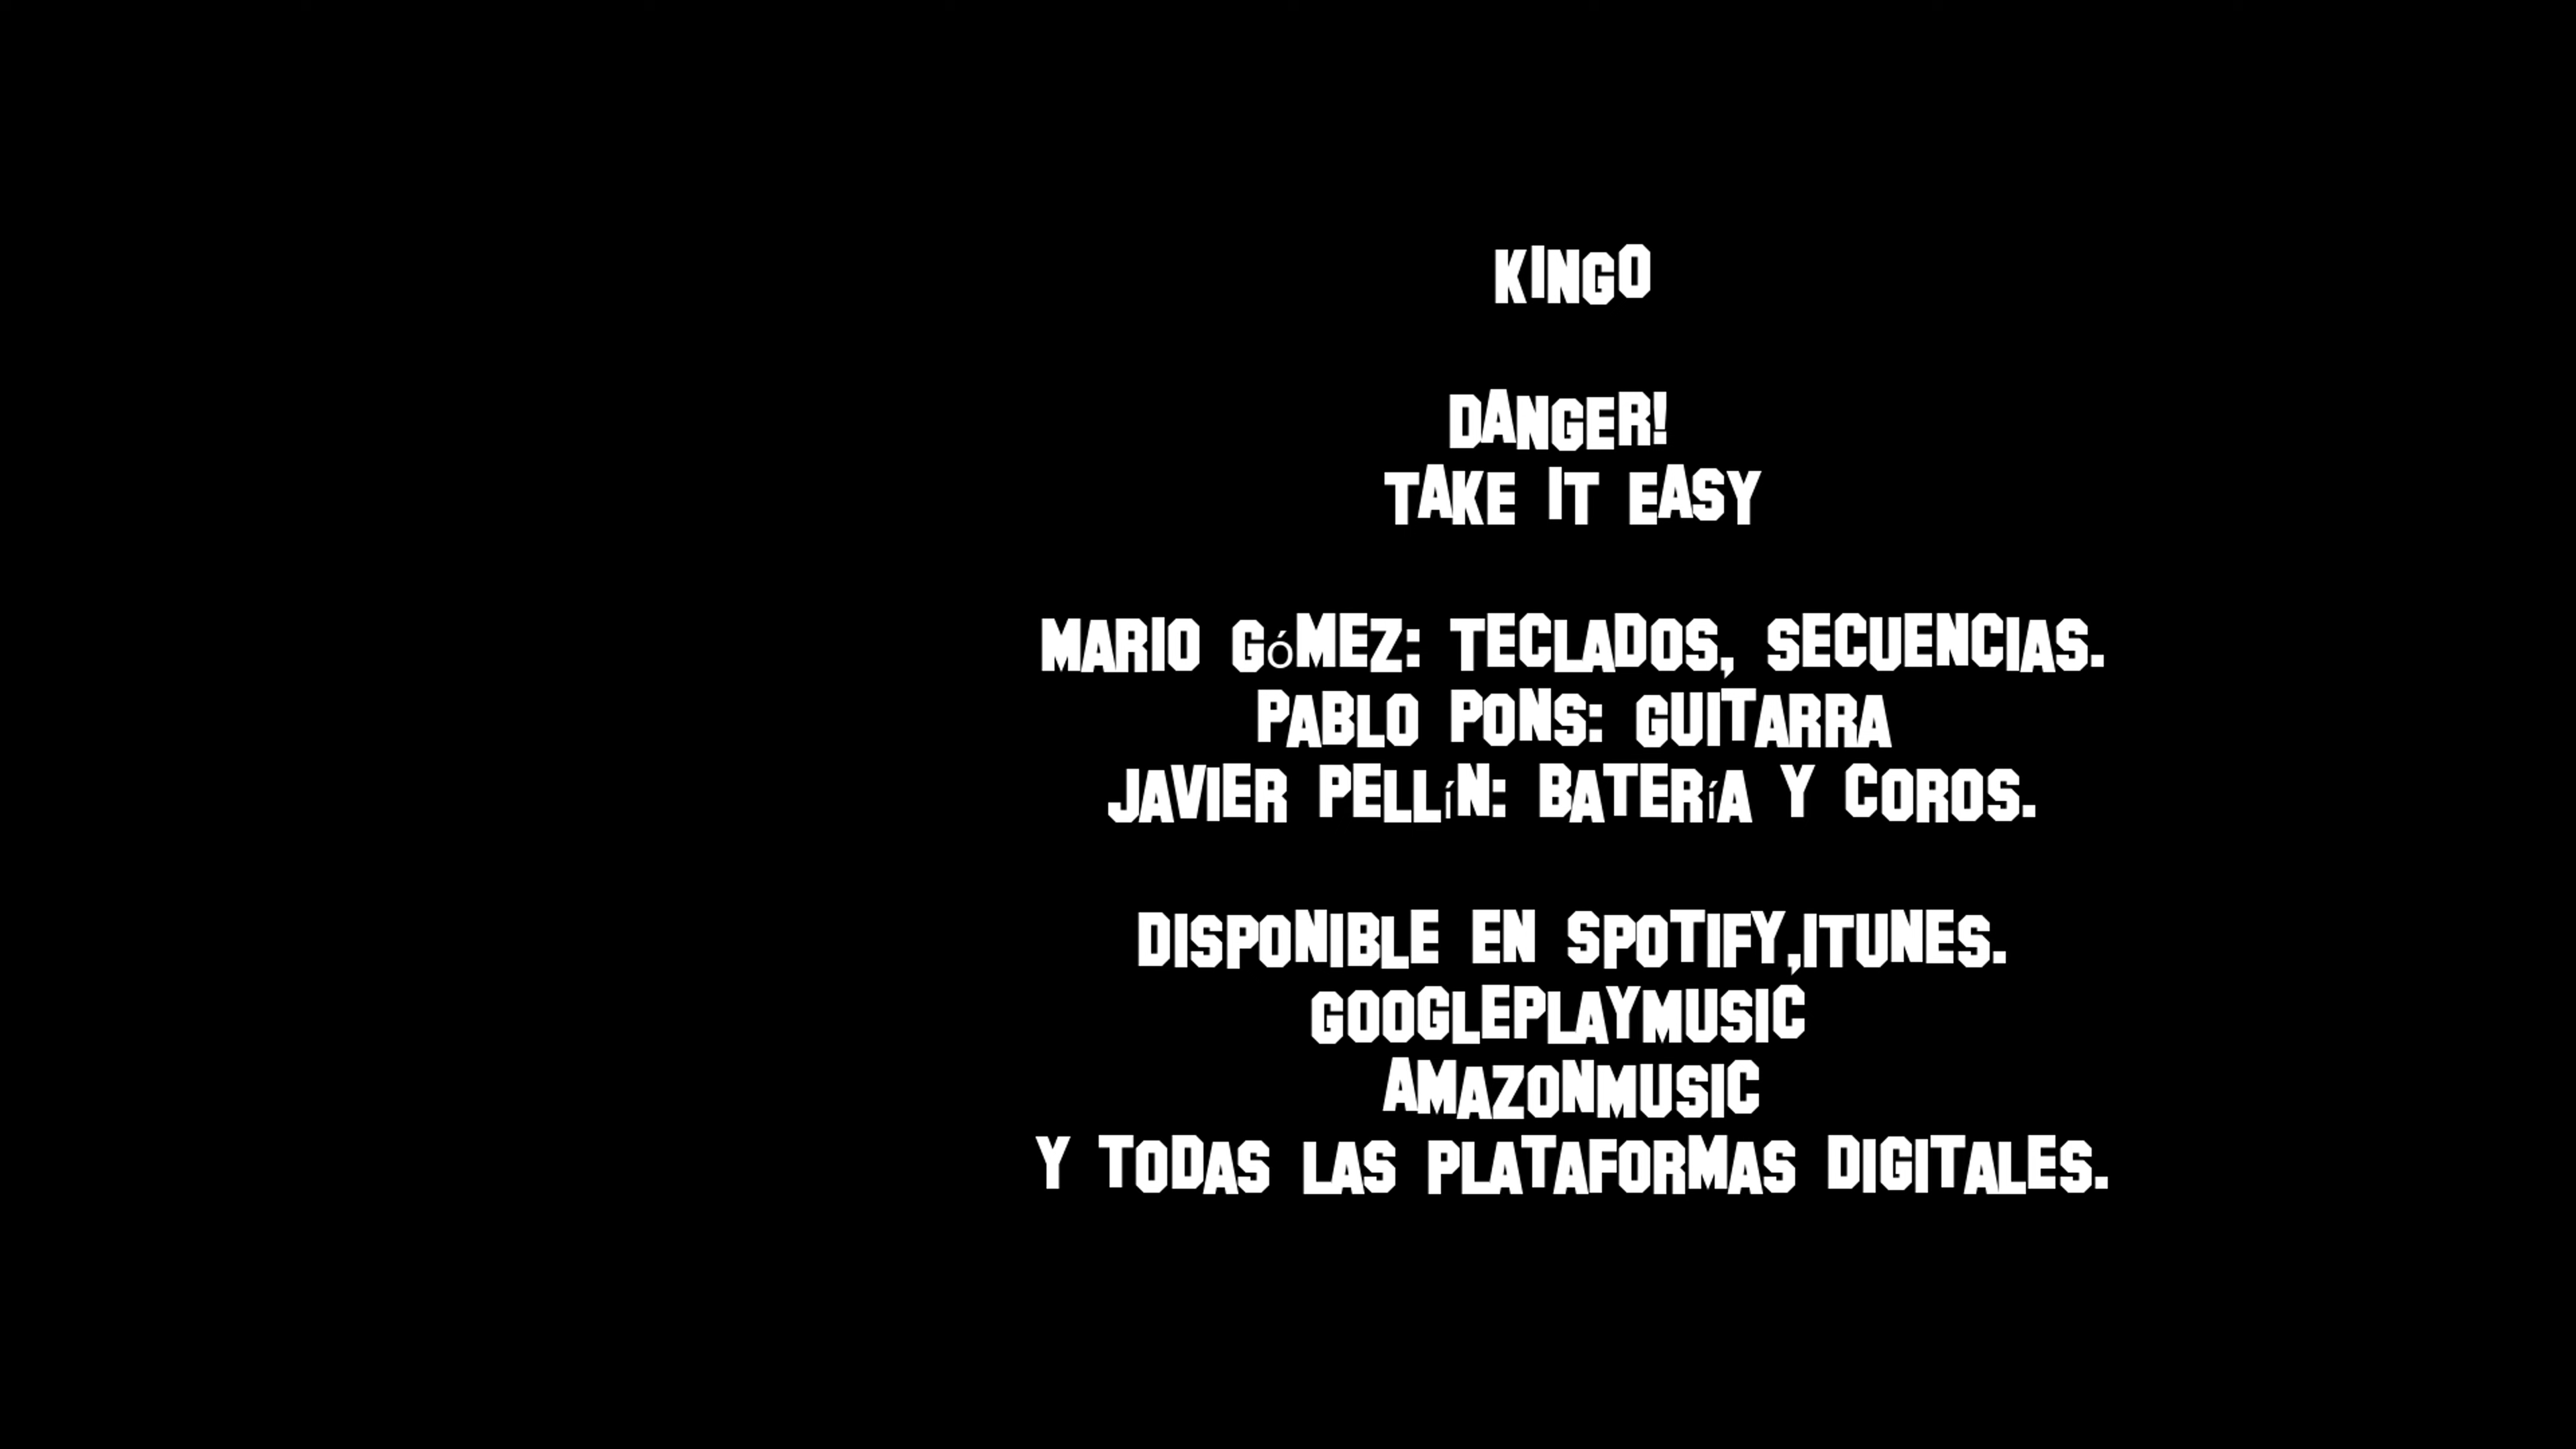 KINGO
DANGER!
TAKE IT EASY
MARIO GóMEZ: TECLADOS, SECUENCIAS.
PABLO PONS: GUITARRA
JAVIER PELLíN: BATERíA Y COROS.
DISPONIBLE EN SPOTIFY,ITUNES.
GOOGLEPLAYMUSIC
AMAZONMUSIC
Y TODAS LAS PLATAFORMAS DIGITALES.